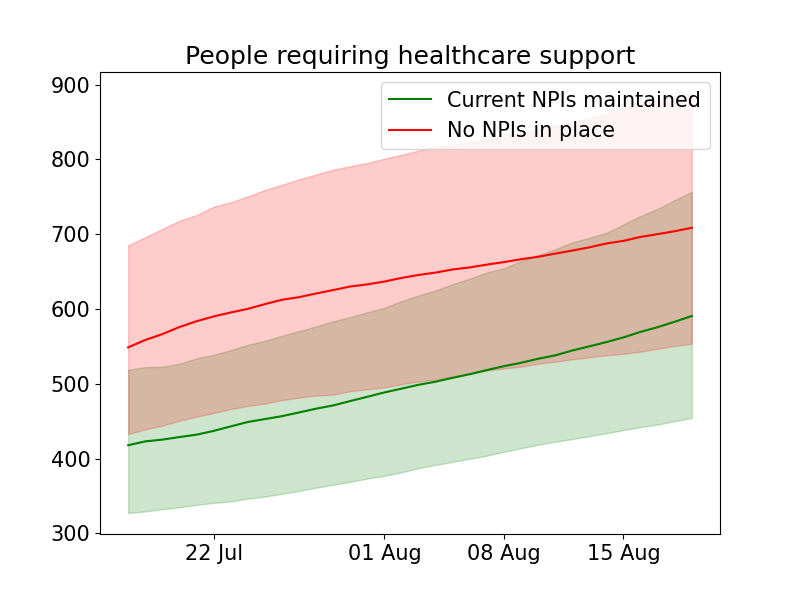 People requiring healthcare support
900
800
700
600
500
400
300
Current NPIs maintained
No NPIs in place
22 Jul
01 Aug
08 Aug
15 Aug